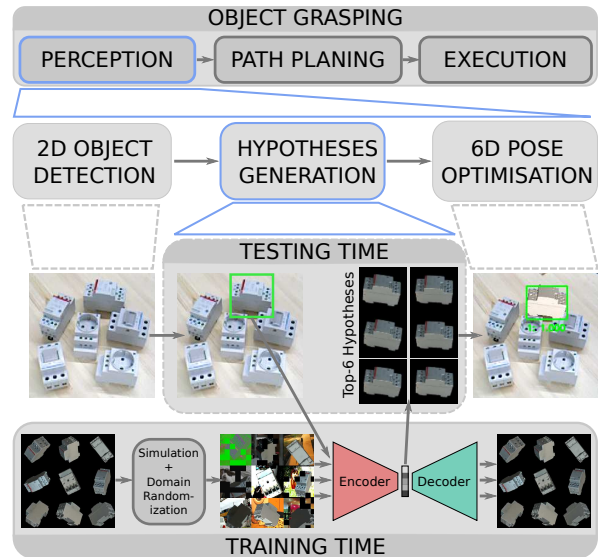 OBJECT GRASPING
PERCEPTION
PATH PLANING
EXECUTION
2D OBJECT
DETECTION
HYPOTHESES
GENERATION
6D POSE
OPTIMISATION
TESTING TIME
Top-6 Hypotheses
Simulation
+
Domain
Random-
ization
Encoder
Decoder
TRAINING TIME